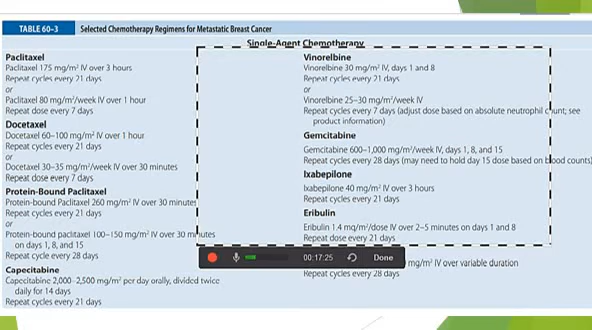 TABLE 60-3 Selected Chemotherapy Regimens for Metastatic Breast Cancer
Single-Agent Chemotherapy
Paclitaxel
Paclitaxel 175 mg/m² IV over 3 hours
Repeat cycles every 21 days
or
Paclitaxel 80 mg/m²/week IV over 1 hour
Repeat dose every 7 days
Docetaxel
Docetaxel 60–100 mg/m² IV over 1 hour
Repeat cycles every 21 days
or
Docetaxel 30–35 mg/m²/week IV over 30 minutes
Repeat dose every 7 days
Protein-Bound Paclitaxel
Protein-bound Paclitaxel 260 mg/m² IV over 30 minutes
Repeat cycles every 21 days
or
Protein-bound paclitaxel 100–150 mg/m² IV over 30 minutes
on days 1, 8, and 15
Repeat cycle every 28 days
Capecitabine
Capecitabine 2,000–2,500 mg/m² per day orally, divided twice
daily for 14 days
Repeat cycles every 21 days
Vinorelbine
Vinorelbine 30 mg/m² IV, days 1 and 8
Repeat cycles every 21 days
or
Vinorelbine 25–30 mg/m²/week IV
Repeat cycles every 7 days (adjust dose based on absolute neutrophil count; see
product information)
Gemcitabine
Gemcitabine 600–1,000 mg/m²/week IV, days 1, 8, and 15
Repeat cycles every 28 days (may need to hold day 15 dose based on blood counts)
Ixabepilone
Ixabepilone 40 mg/m² IV over 3 hours
Repeat cycles every 21 days
Eribulin
Eribulin 1.4 mg/m²/dose IV over 2–5 minutes on days 1 and 8
Repeat dose every 21 days
mg/m² IV over variable duration
Repeat cycles every 28 days
00:17:25 Done